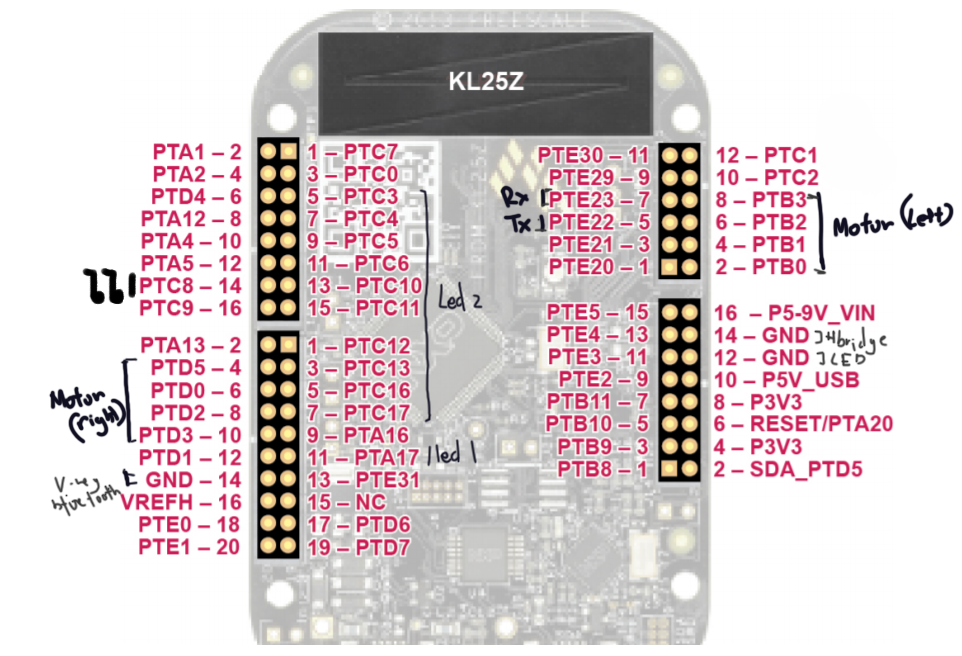 © 2013 FREESCALE
KL25Z
PTA1 – 2
PTA2 – 4
PTD4 – 6
PTA12 – 8
PTA4 – 10
PTA5 – 12
PTC8 – 14
PTC9 – 16
1 – PTC7
3 – PTC0
5 – PTC3
7 – PTC4
9 – PTC5
11 – PTC6
13 – PTC10
15 – PTC11
Led 2
PTA13 – 2
PTD5 – 4
PTD0 – 6
PTD2 – 8
PTD3 – 10
PTD1 – 12
GND – 14
VREFH – 16
PTE0 – 18
PTE1 – 20
Motor
(right)
bluetooth
1 – PTC12
3 – PTC13
5 – PTC16
7 – PTC17
9 – PTA16
11 – PTA17
13 – PTE31
15 – NC
17 – PTD6
19 – PTD7
led 1
PTE30 – 11
PTE29 – 9
Rx PTE23 – 7
Tx PTE22 – 5
PTE21 – 3
PTE20 – 1
12 – PTC1
10 – PTC2
8 – PTB3
6 – PTB2
4 – PTB1
2 – PTB0
Motor (Left)
PTE5 – 15
PTE4 – 13
PTE3 – 11
PTE2 – 9
PTB11 – 7
PTB10 – 5
PTB9 – 3
PTB8 – 1
16 – P5-9V_VIN
14 – GND Hbridge
12 – GND LED
10 – P5V_USB
8 – P3V3
6 – RESET/PTA20
4 – P3V3
2 – SDA_PTD5